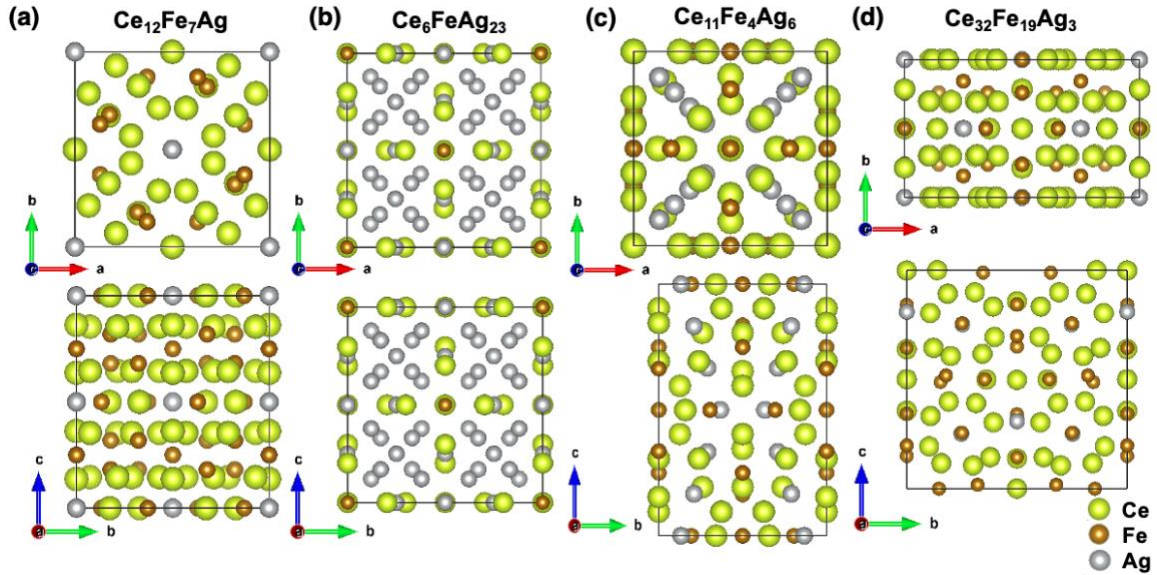 (a) Ce₁₂Fe₇Ag (b) Ce₆FeAg₂₃ (c) Ce₁₁Fe₄Ag₆ (d) Ce₃₂Fe₁₉Ag₃
b a
b a
b a
b a
c a b
c a b
c a b
c a b
Ce
Fe
Ag